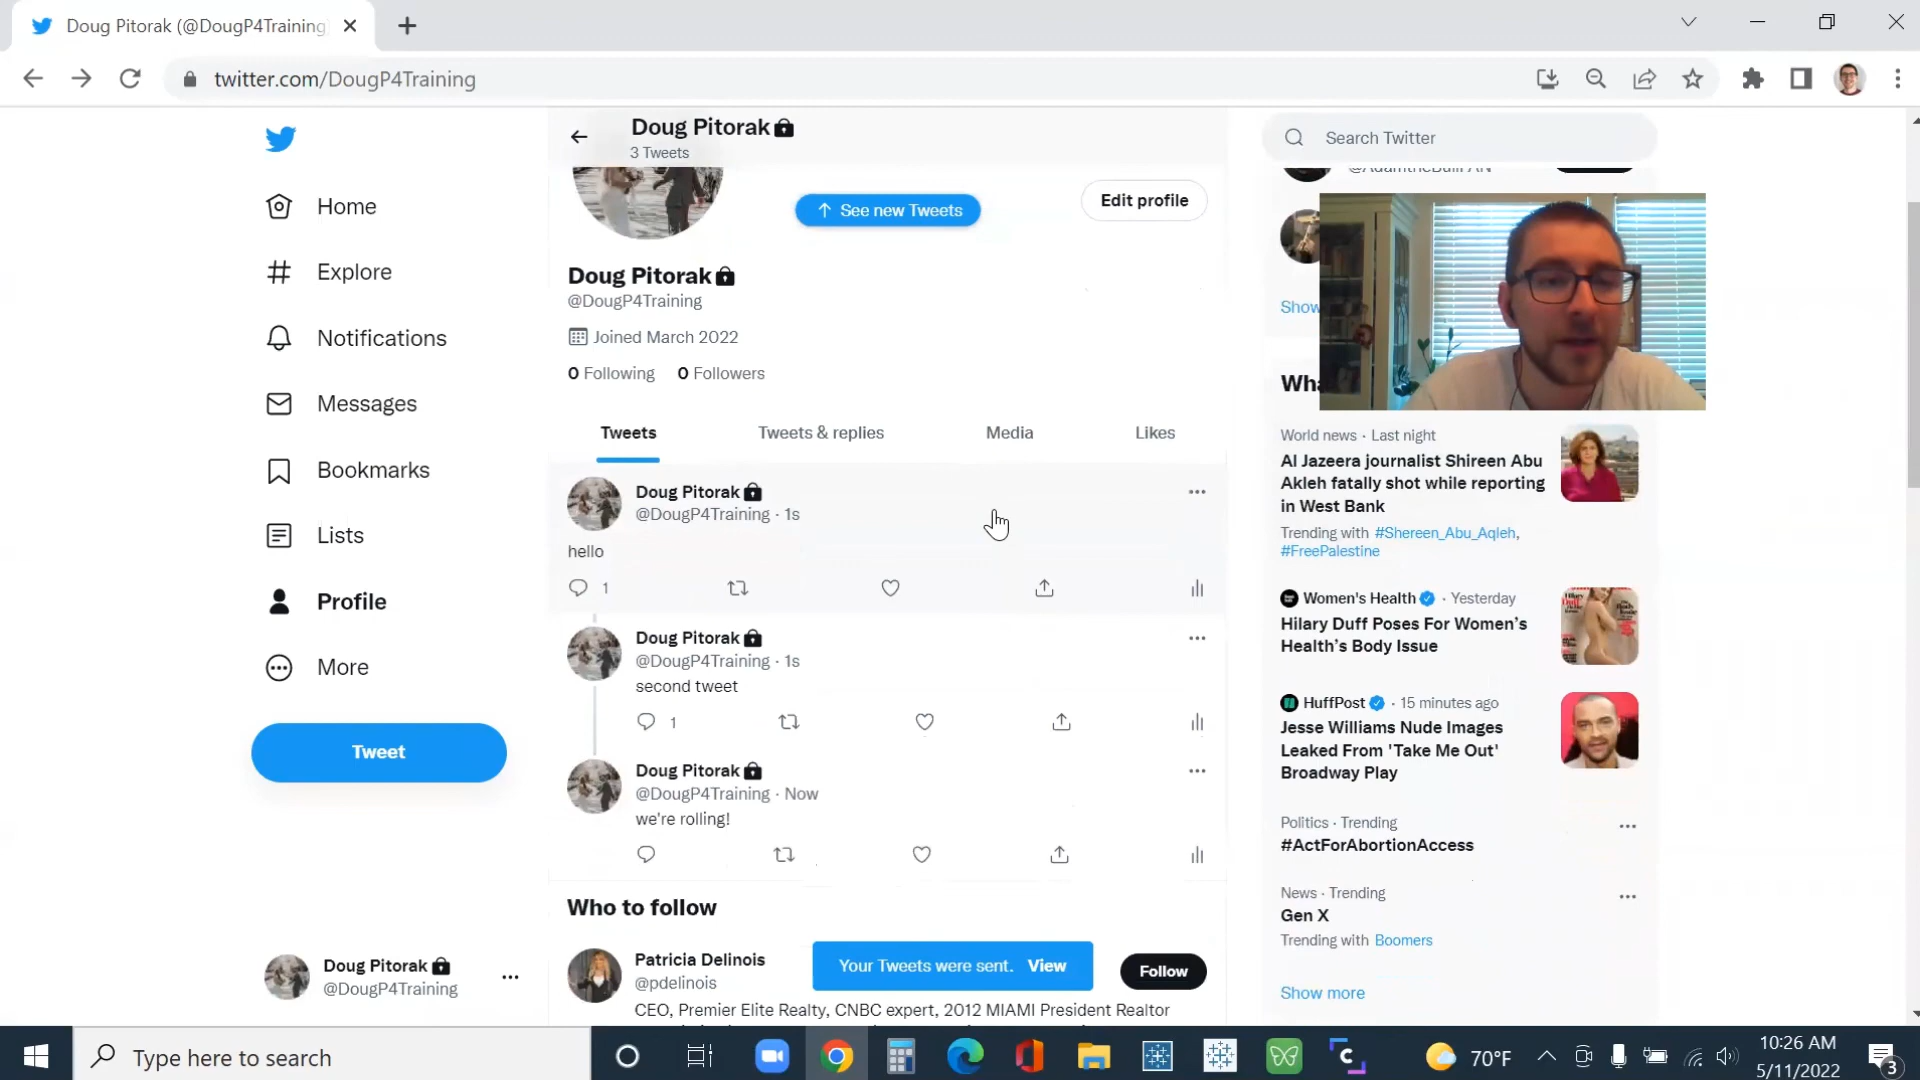 Doug Pitorak (@DougP4Training
twitter.com/DougP4Training
Home
Explore
Notifications
Messages
Bookmarks
Lists
Profile
More
Tweet
Doug Pitorak
@DougP4Training
Doug Pitorak
3 Tweets
See new Tweets
Edit profile
Doug Pitorak
@DougP4Training
Joined March 2022
0 Following 0 Followers
Tweets
Tweets & replies
Media
Likes
Doug Pitorak
@DougP4Training · 1s
hello
1
Doug Pitorak
@DougP4Training · 1s
second tweet
1
Doug Pitorak
@DougP4Training · Now
we're rolling!
Who to follow
Patricia Delinois
@pdelinois
Follow
CEO, Premier Elite Realty, CNBC expert, 2012 MIAMI President Realtor
Your Tweets were sent. View
Search Twitter
Show
World news · Last night
Al Jazeera journalist Shireen Abu
Akleh fatally shot while reporting
in West Bank
Trending with #Shereen_Abu_Aqleh,
#FreePalestine
Women's Health · Yesterday
Hilary Duff Poses For Women's
Health's Body Issue
HuffPost · 15 minutes ago
Jesse Williams Nude Images
Leaked From 'Take Me Out'
Broadway Play
Politics · Trending
#ActForAbortionAccess
News · Trending
Gen X
Trending with Boomers
Show more
Type here to search
70°F
10:26 AM
5/11/2022
3